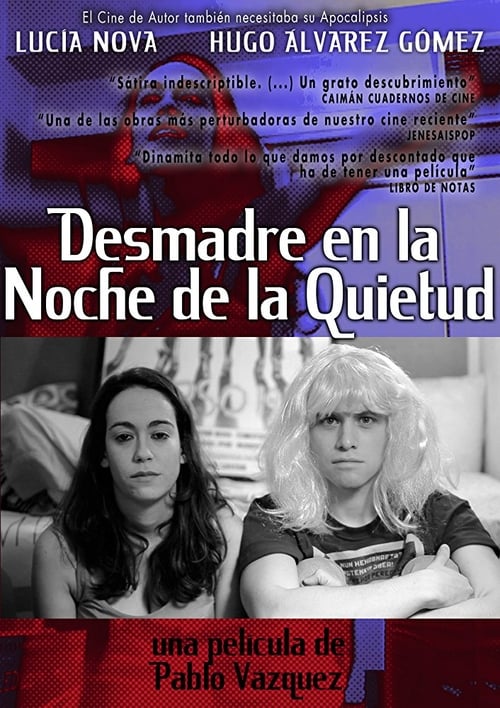 El Cine de Autor también necesitaba su Apocalipsis
LUCÍA NOVA HUGO ÁLVAREZ GÓMEZ
"Sátira indescriptible. (...) Un grato descubrimiento"
CAIMÁN CUADERNOS DE CINE
"Una de las obras más perturbadoras de nuestro cine reciente"
JENESAISPOP
"Dinamita todo lo que damos por descontado que
ha de tener una película"
LIBRO DE NOTAS
Desmadre en la
Noche de la Quietud
una película de
Pablo Vazquez